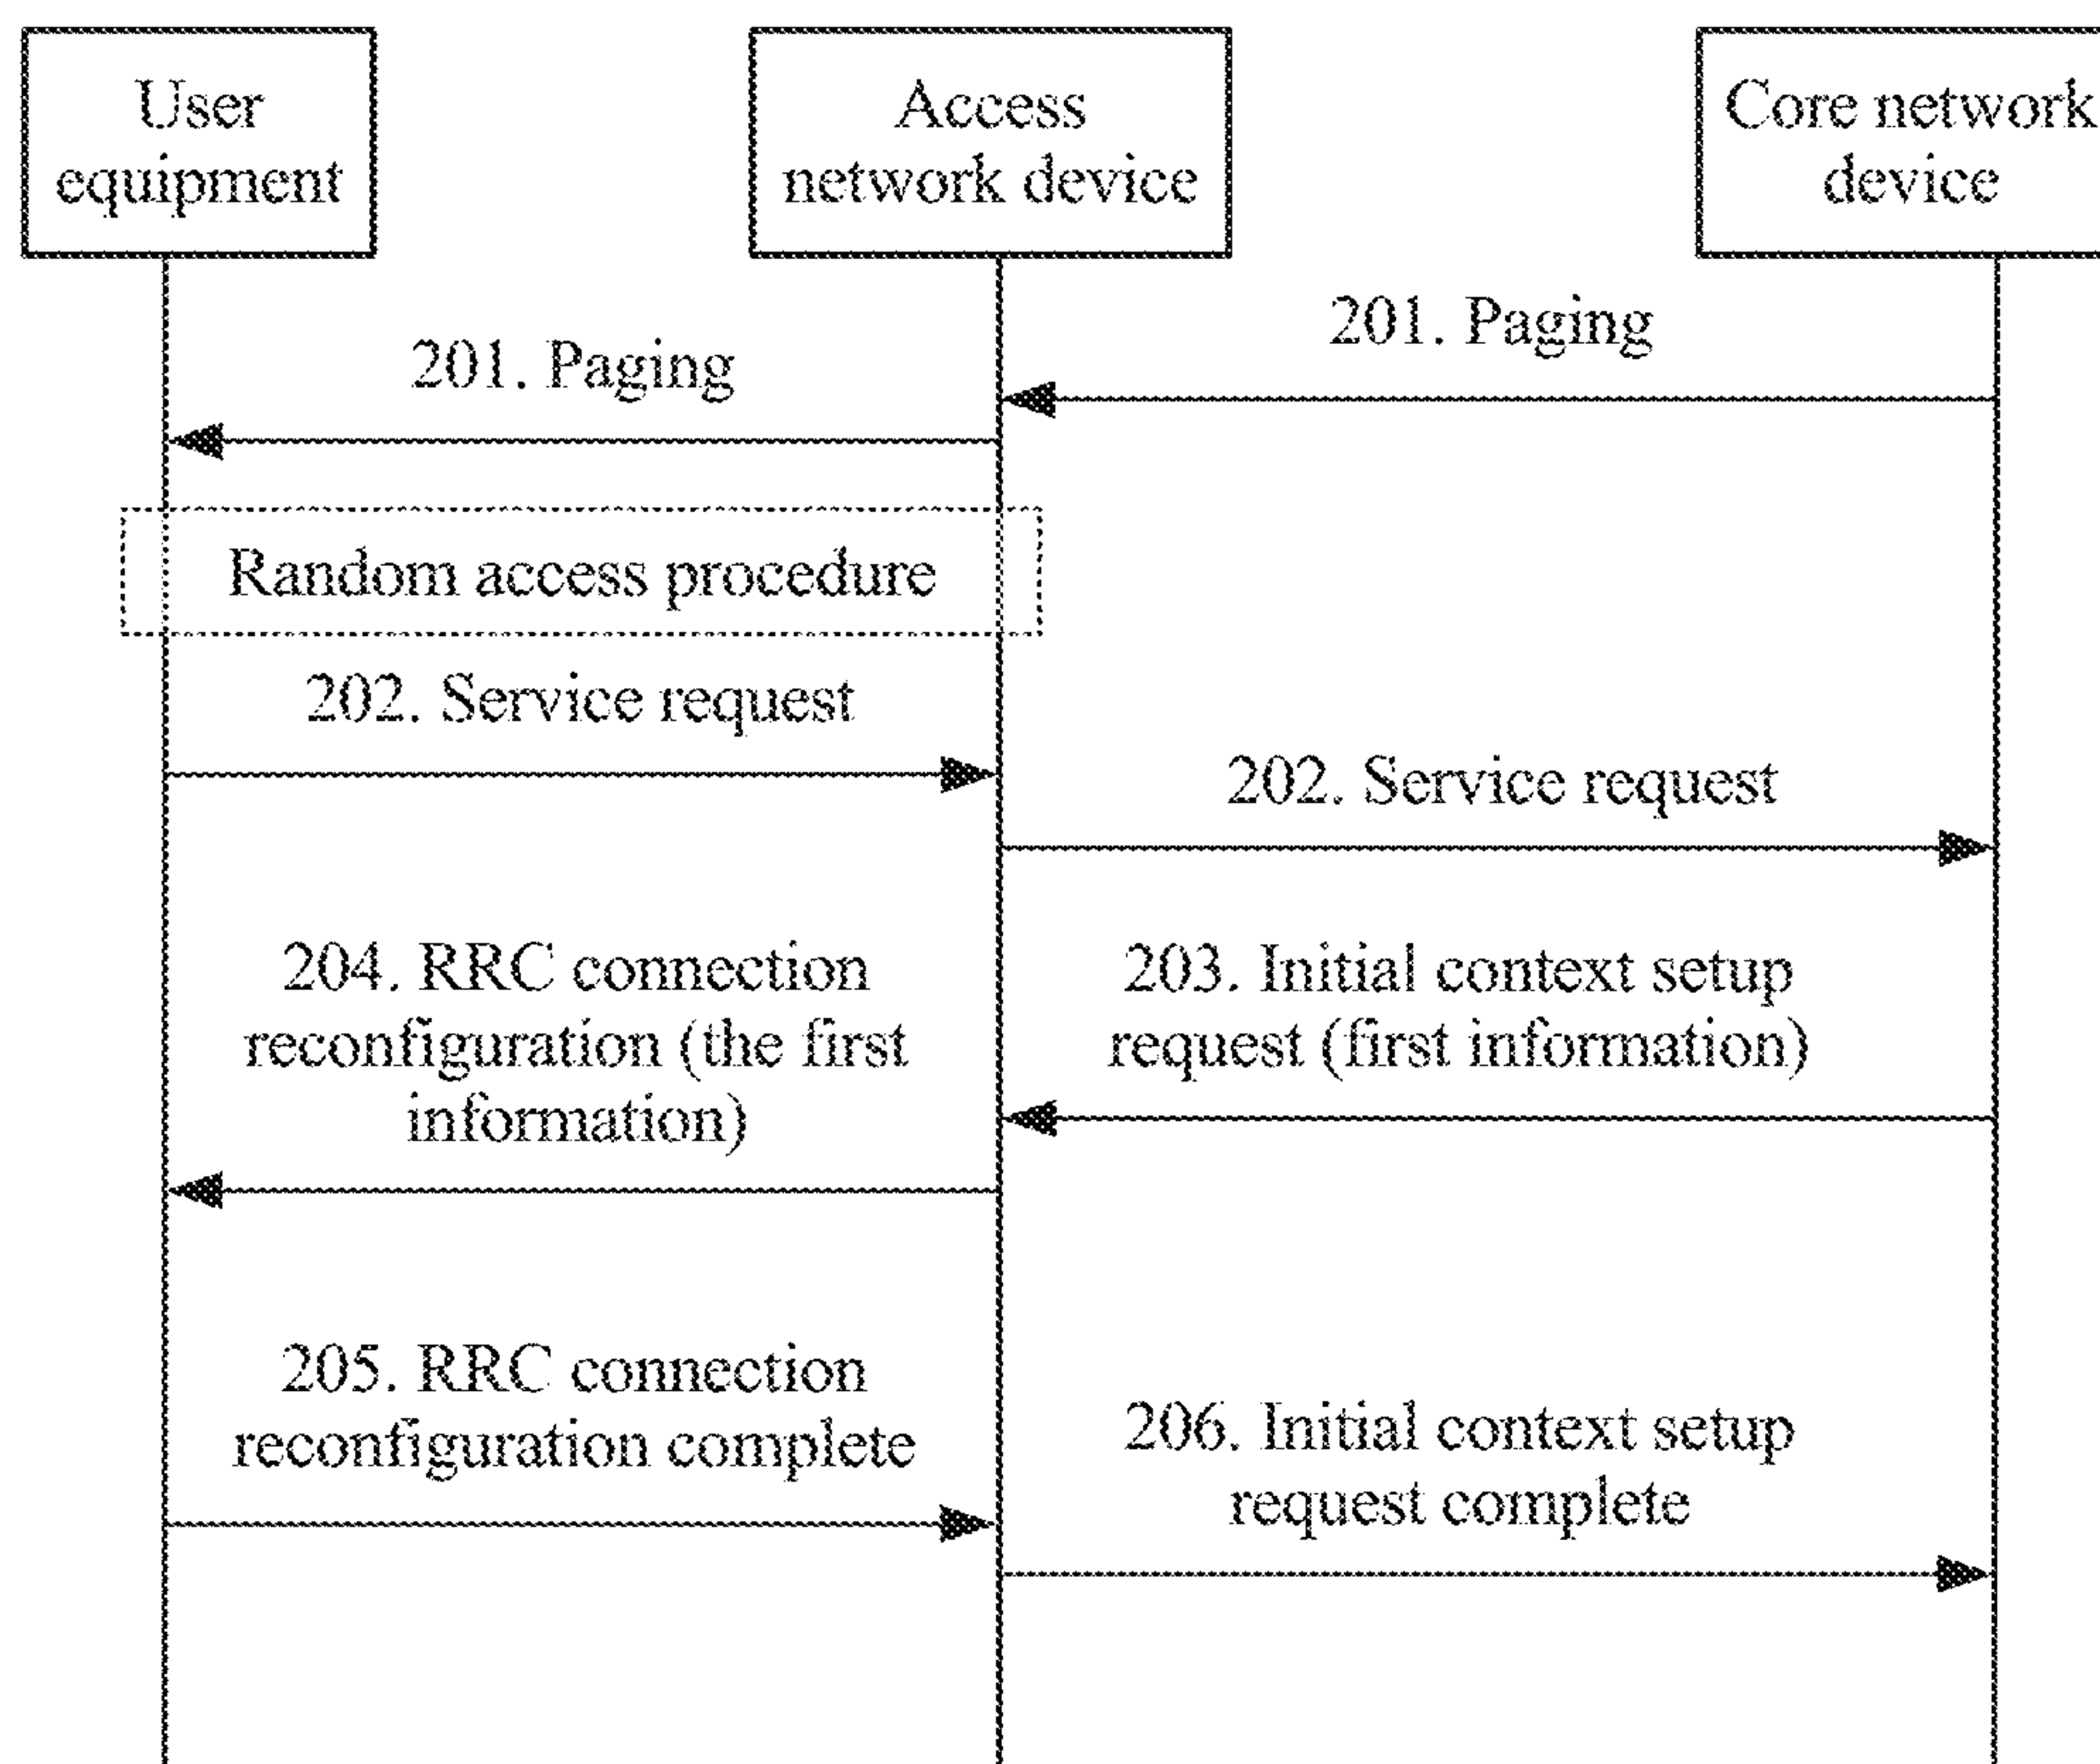 User
equipment
Access
network device
Core network
device
201. Paging
201. Paging
Random access procedure
202. Service request
202. Service request
204. RRC connection
reconfiguration (the first
information)
203. Initial context setup
request (first information)
205. RRC connection
reconfiguration complete
206. Initial context setup
request complete